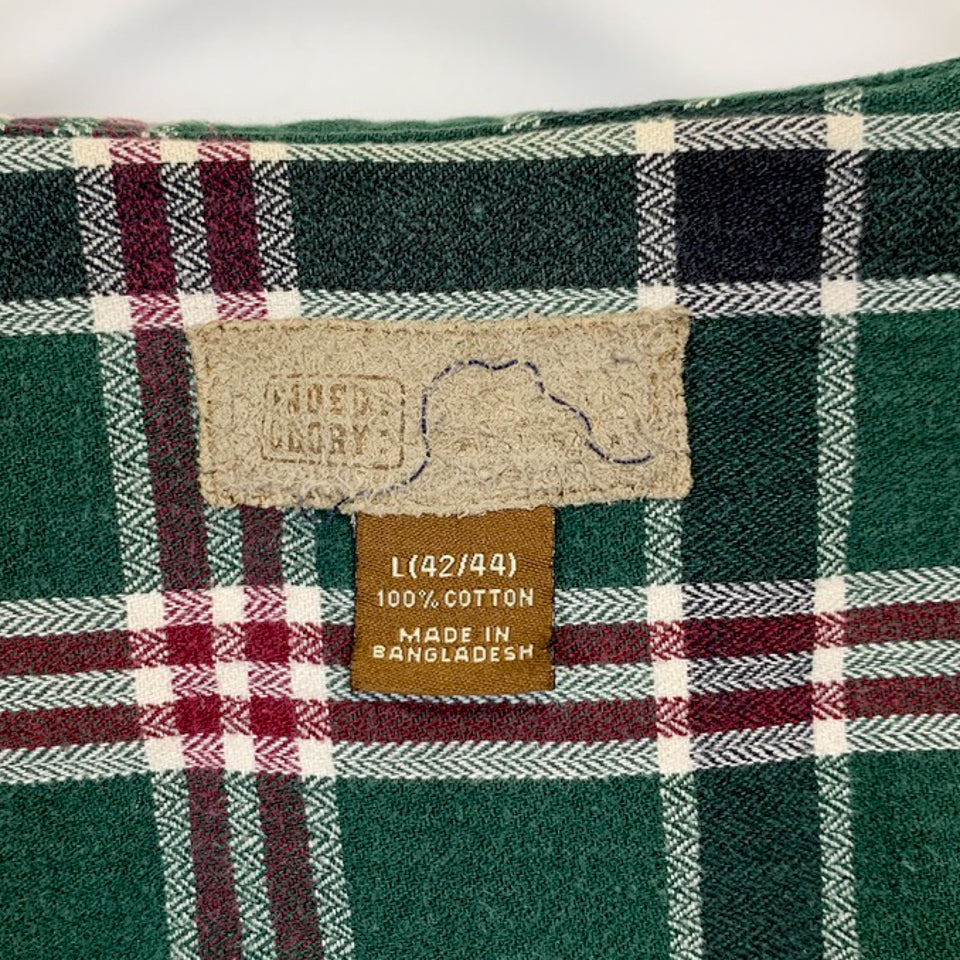 L(42/44)
100% COTTON
MADE IN
BANGLADESH